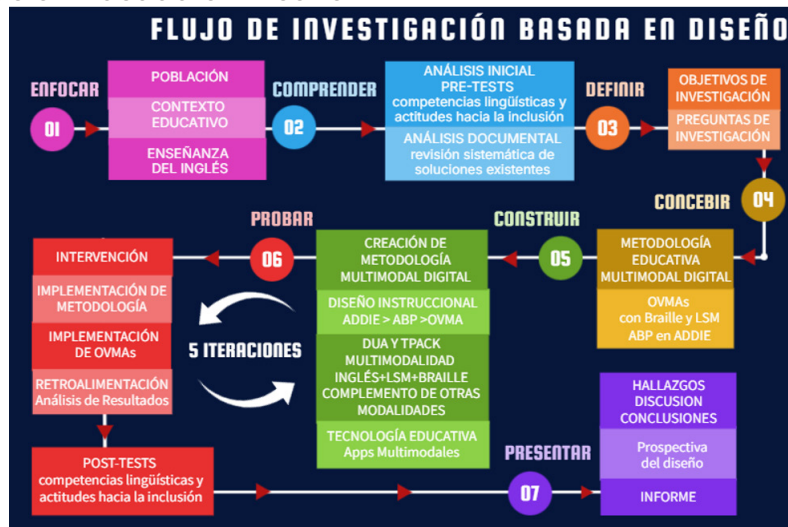 FLUJO DE INVESTIGACIÓN BASADA EN DISEÑO
ENFOCAR
01
POBLACIÓN
CONTEXTO
EDUCATIVO
ENSEÑANZA
DEL INGLÉS
COMPRENDER
02
ANÁLISIS INICIAL
PRE-TESTS
competencias lingüísticas y
actitudes hacia la inclusión
ANÁLISIS DOCUMENTAL
revisión sistemática de
soluciones existentes
DEFINIR
03
OBJETIVOS DE
INVESTIGACIÓN
PREGUNTAS DE
INVESTIGACIÓN
CONCEBIR
04
METODOLOGÍA
EDUCATIVA
MULTIMODAL DIGITAL
OVMAs
con Braille y LSM
ABP en ADDIE
CONSTRUIR
05
CREACIÓN DE
METODOLOGÍA
MULTIMODAL DIGITAL
DISEÑO INSTRUCCIONAL
ADDIE > ABP >OVMA
DUA Y TPACK
MULTIMODALIDAD
INGLÉS+LSM+BRAILLE
COMPLEMENTO DE OTRAS
MODALIDADES
TECNOLOGÍA EDUCATIVA
Apps Multimodales
PROBAR
06
INTERVENCIÓN
IMPLEMENTACIÓN DE
METODOLOGÍA
IMPLEMENTACIÓN
DE OVMAs
RETROALIMENTACIÓN
Análisis de Resultados
5 ITERACIONES
POST-TESTS
competencias lingüísticas y
actitudes hacia la inclusión
PRESENTAR
07
HALLAZGOS
DISCUSION
CONCLUSIONES
Prospectiva
del diseño
INFORME